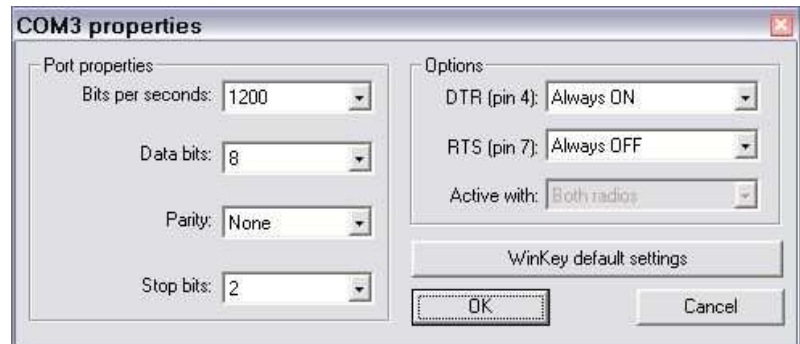 COM3 properties
Port properties
Bits per seconds: 1200
Data bits: 8
Parity: None
Stop bits: 2
Options
DTR (pin 4): Always ON
RTS (pin 7): Always OFF
Active with: Both radios
WinKey default settings
OK
Cancel